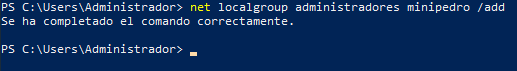 PS C:\Users\Administrador> net localgroup administradores minipedro /add
Se ha completado el comando correctamente.
PS C:\Users\Administrador>